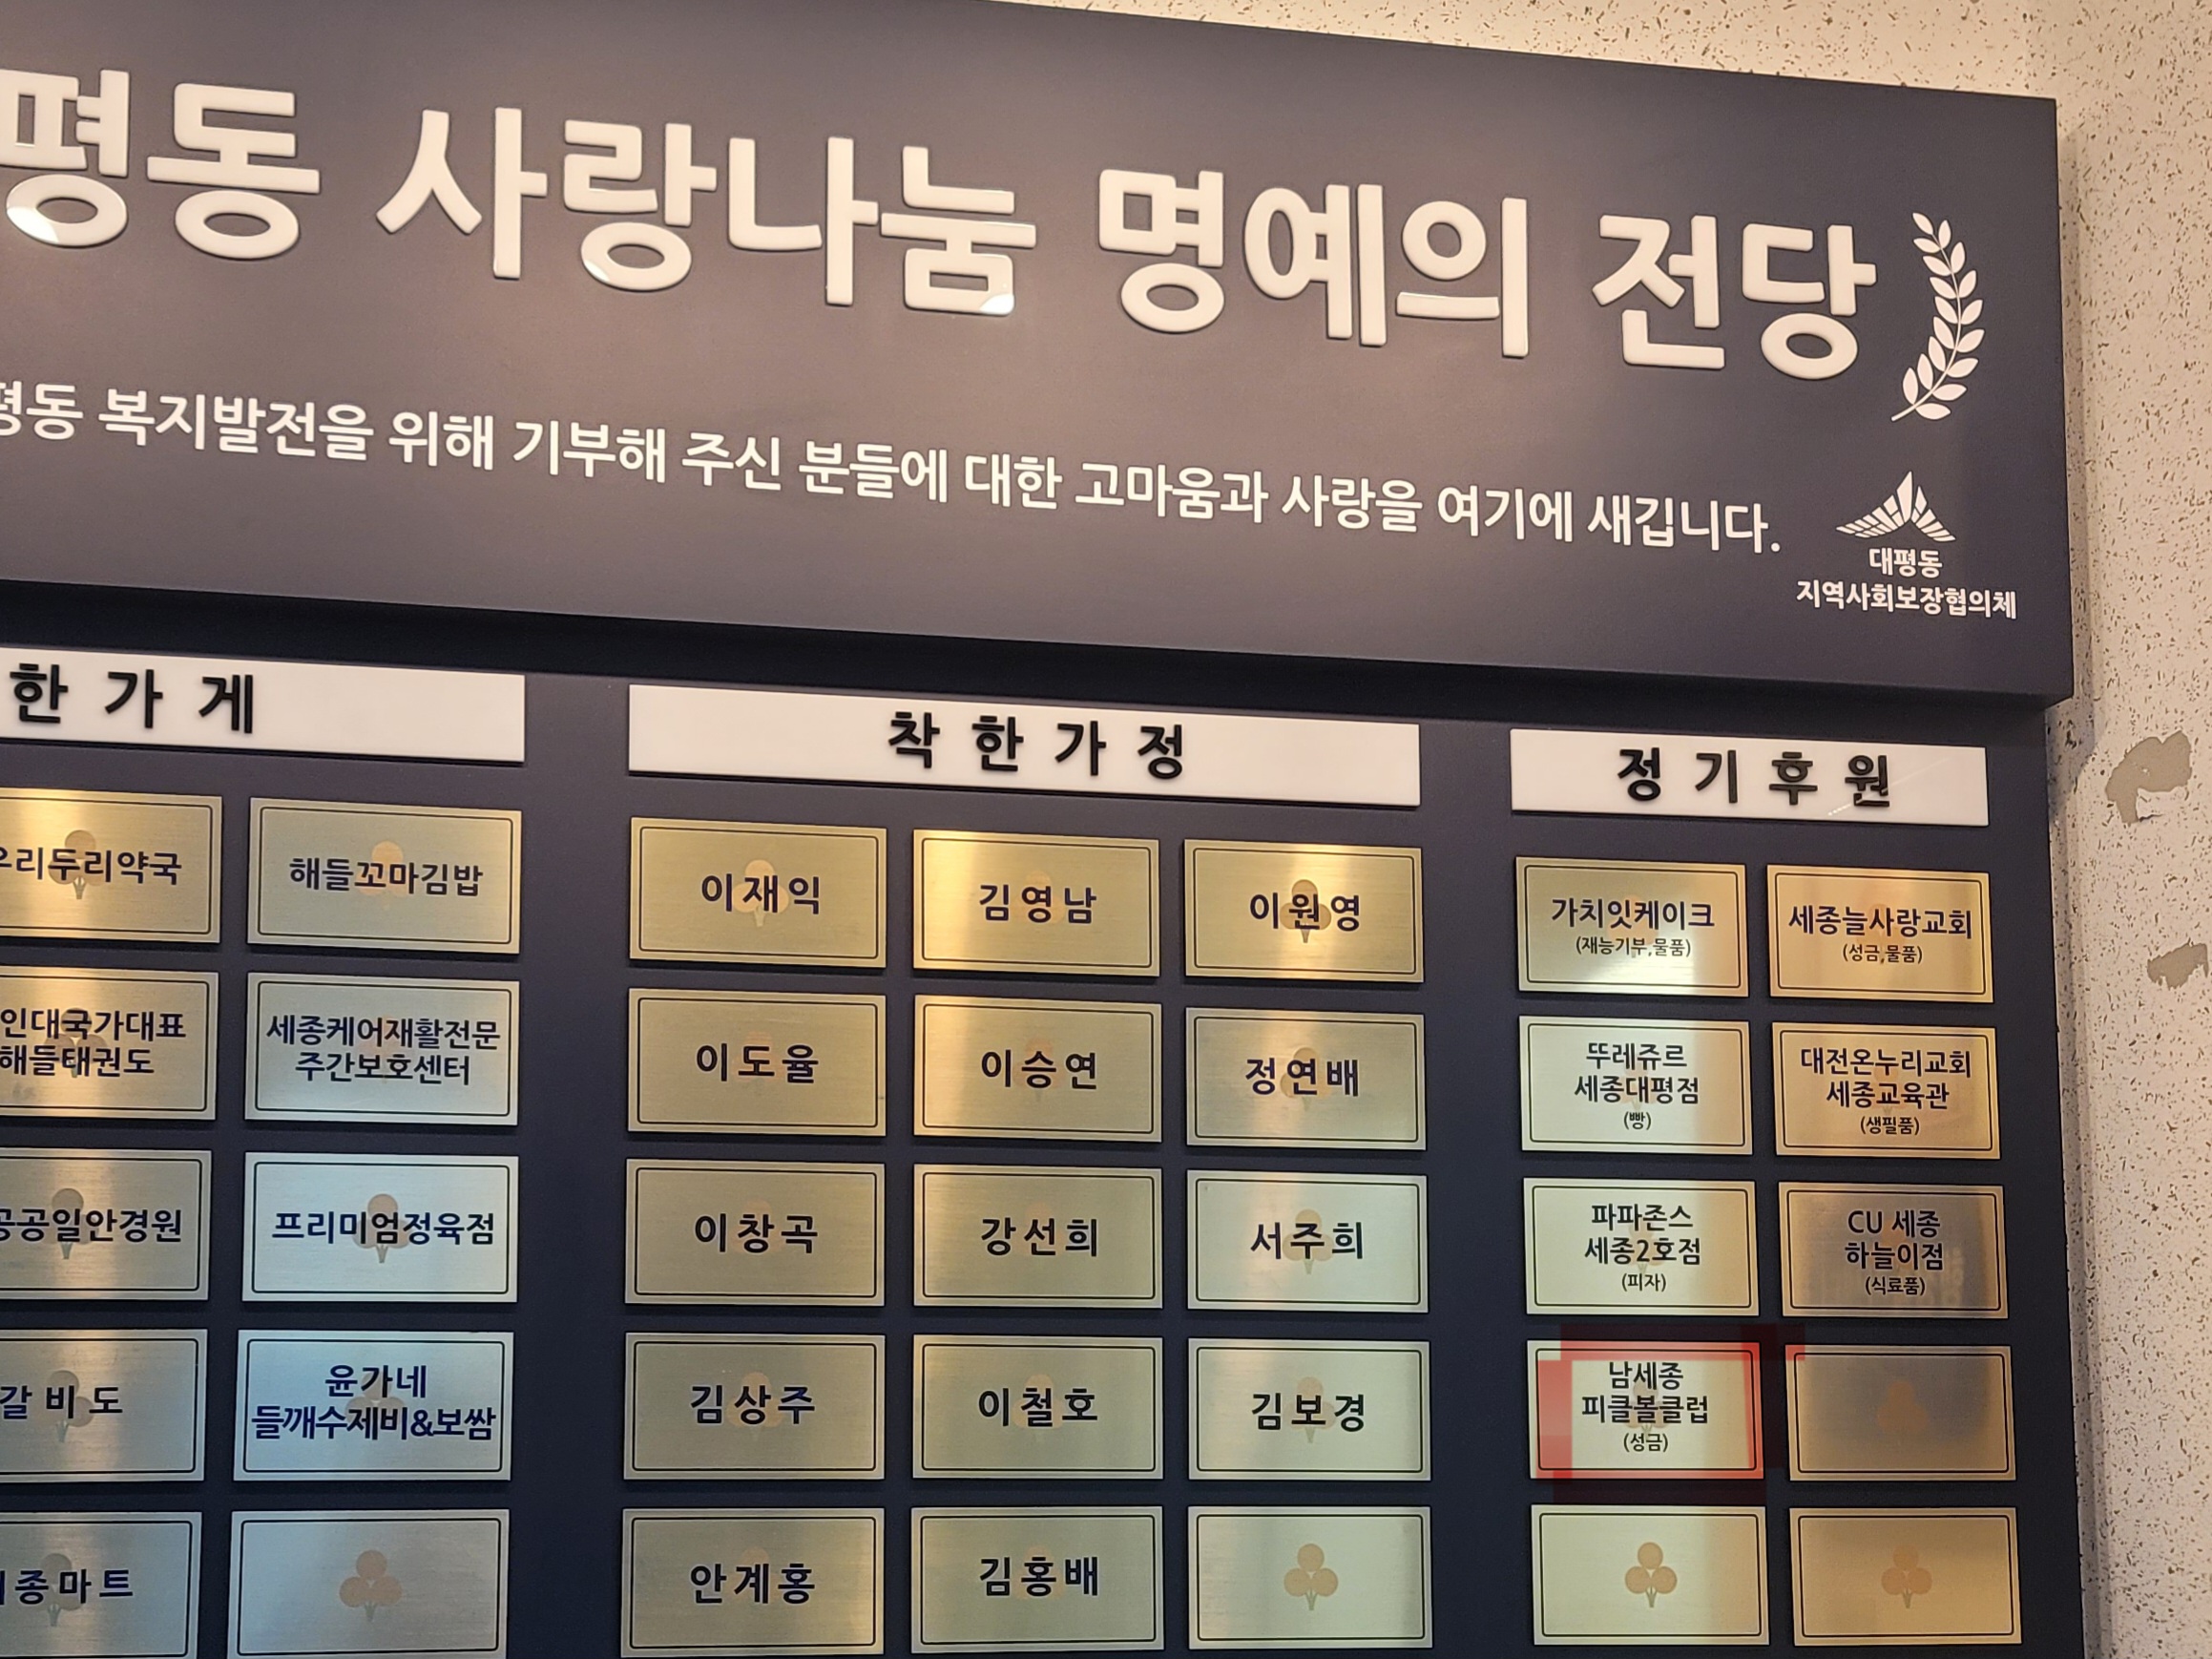 평동 사랑나눔 명예의 전당
평동 복지발전을 위해 기부해 주신 분들에 대한 고마움과 사랑을 여기에 새깁니다.
대평동
지역사회보장협의체
한가게
착한가정
정기후원
우리두리약국
해들꼬마김밥
이재익
김영남
이원영
가치잇케이크
(재능기부,물품)
세종늘사랑교회
(성금,물품)
인대국가대표
해들태권도
세종케어재활전문
주간보호센터
이도율
이승연
정연배
뚜레쥬르
세종대평점
(빵)
대전온누리교회
세종교육관
(생필품)
공공일안경원
프리미엄정육점
이창곡
강선희
서주희
파파존스
세종2호점
(피자)
CU 세종
하늘이점
(식료품)
갈비도
윤가네
들깨수제비&보쌈
김상주
이철호
김보경
남세종
피클볼클럽
(성금)
종마트
안계홍
김홍배